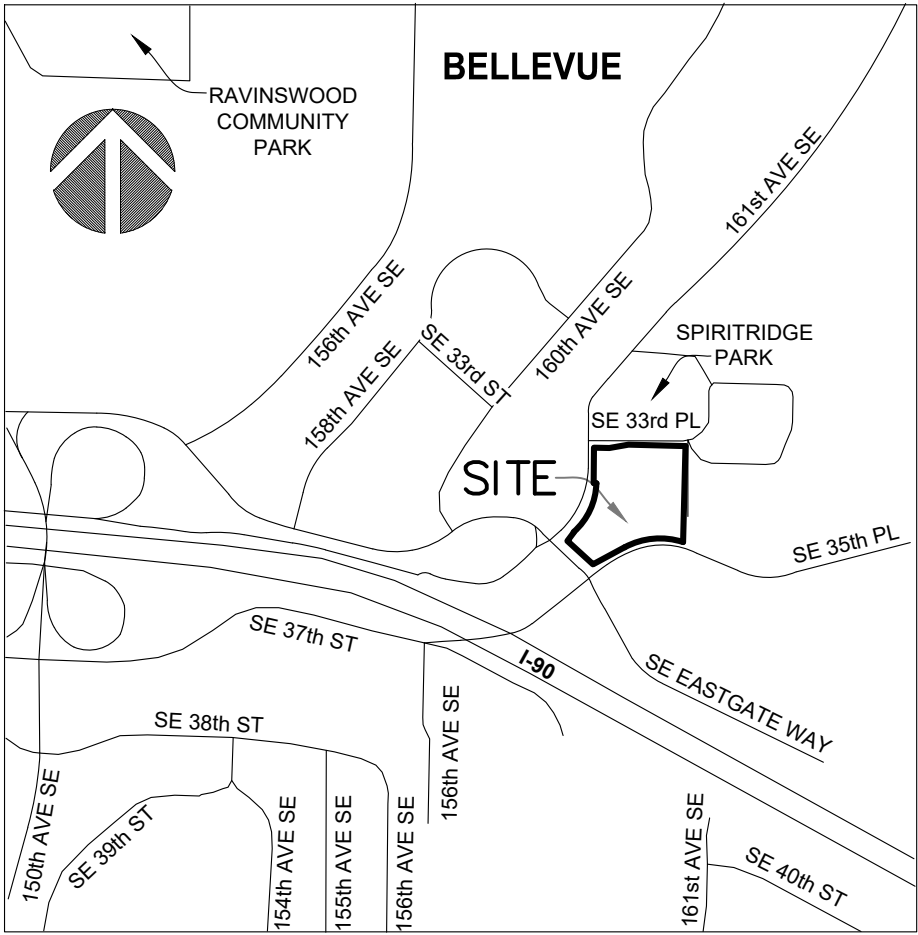 BELLEVUE
RAVINSWOOD
COMMUNITY
PARK
161st AVE SE
156th AVE SE
160th AVE SE
SPIRITRIDGE
PARK
SE 33rd ST
158th AVE SE
SE 33rd PL
SITE
SE 35th PL
SE 37th ST
I-90
SE EASTGATE WAY
SE 38th ST
156th AVE SE
150th AVE SE
SE 39th ST
154th AVE SE
155th AVE SE
156th AVE SE
161st AVE SE
SE 40th ST